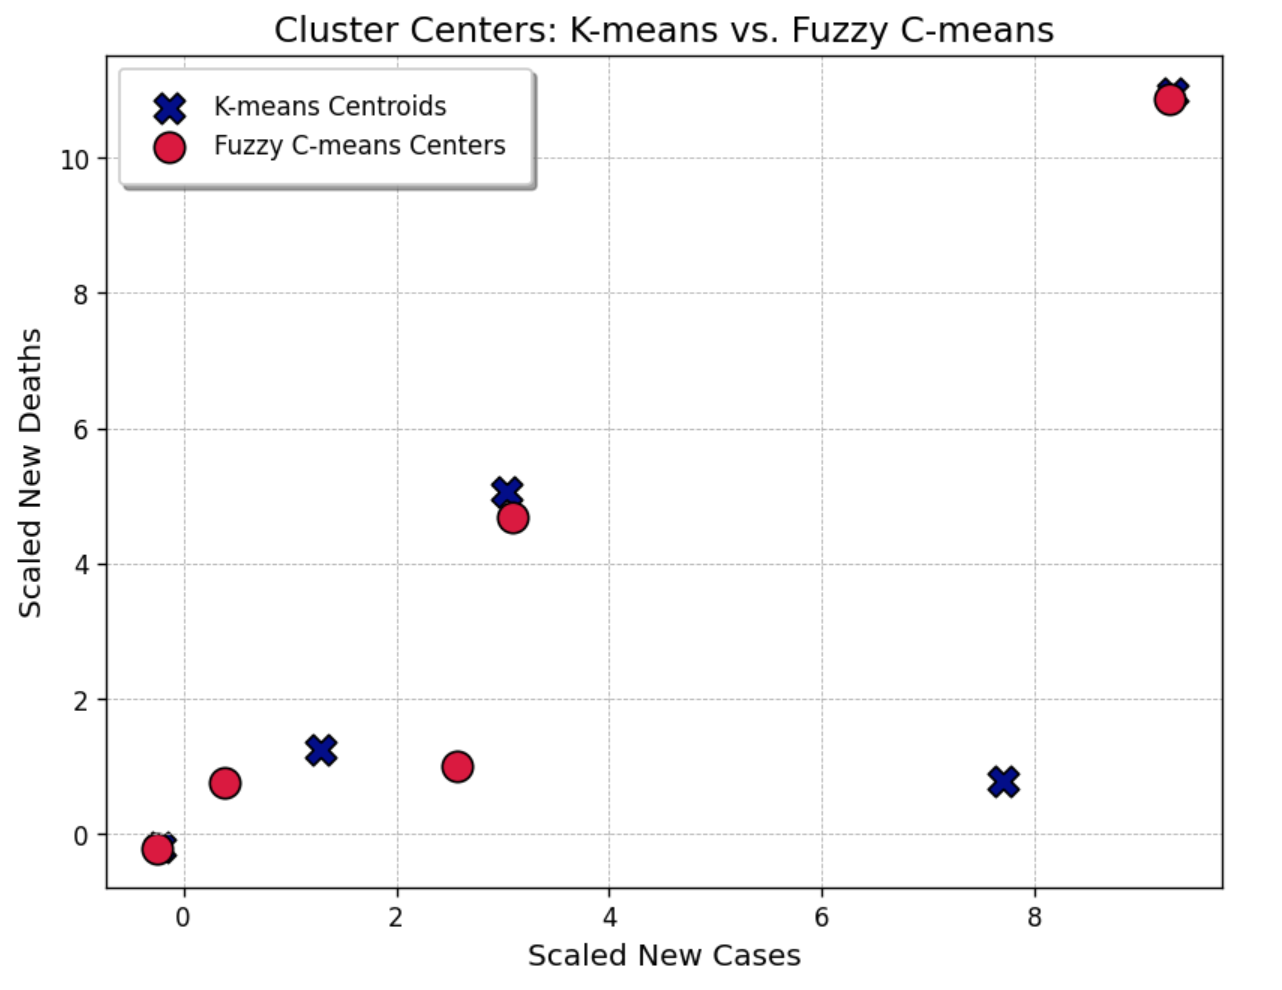 Cluster Centers: K-means vs. Fuzzy C-means
K-means Centroids
Fuzzy C-means Centers
10
8
6
4
2
0
Scaled New Deaths
0 2 4 6 8
Scaled New Cases